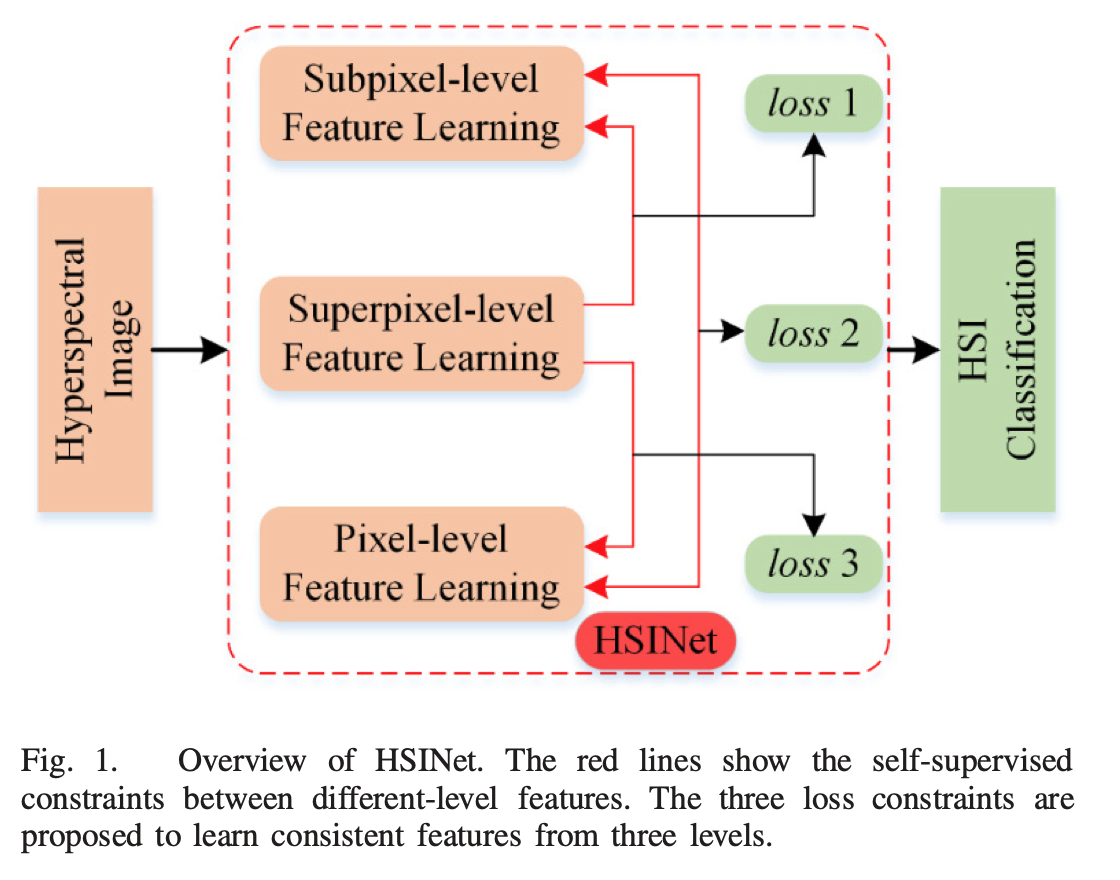 Hyperspectral
Image
Subpixel-level
Feature Learning
Superpixel-level
Feature Learning
Pixel-level
Feature Learning
loss 1
loss 2
loss 3
HSINet
HSI
Classification
Fig. 1. Overview of HSINet. The red lines show the self-supervised
constraints between different-level features. The three loss constraints are
proposed to learn consistent features from three levels.